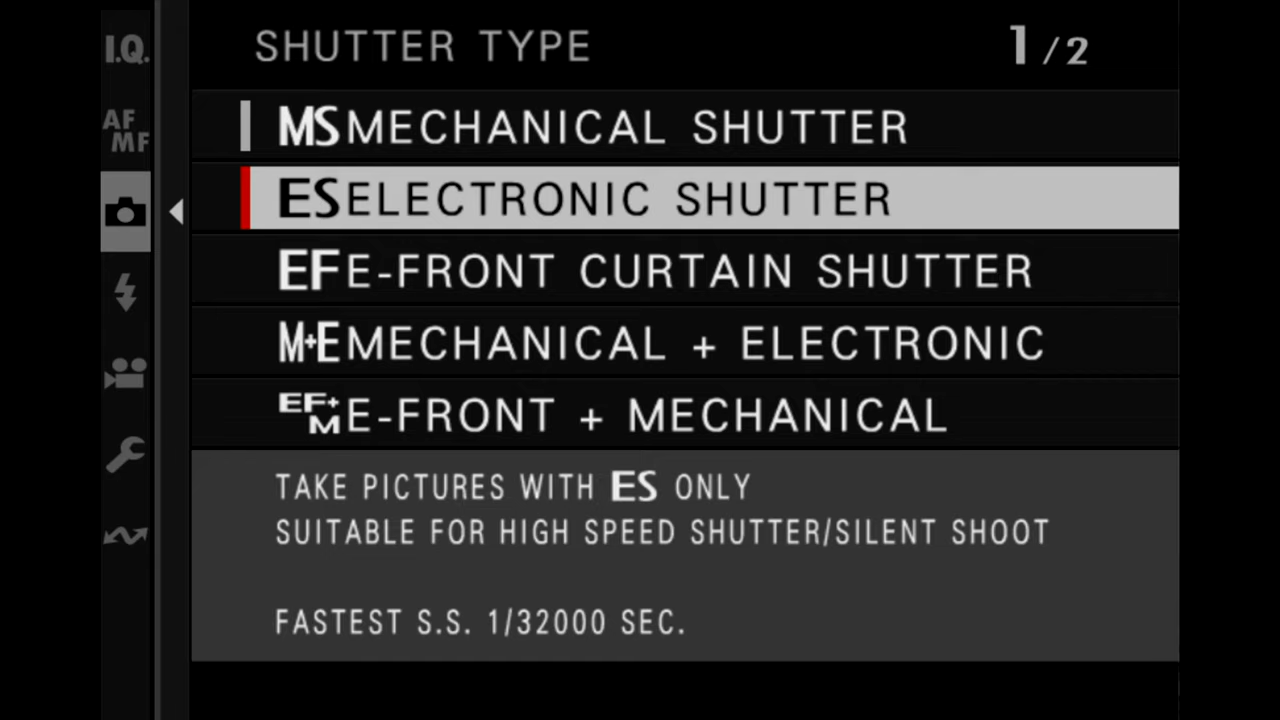 I.Q.
AF
MF
SHUTTER TYPE 1/2
MS MECHANICAL SHUTTER
ES ELECTRONIC SHUTTER
EF E-FRONT CURTAIN SHUTTER
M+E MECHANICAL + ELECTRONIC
EF+M E-FRONT + MECHANICAL
TAKE PICTURES WITH ES ONLY
SUITABLE FOR HIGH SPEED SHUTTER/SILENT SHOOT
FASTEST S.S. 1/32000 SEC.